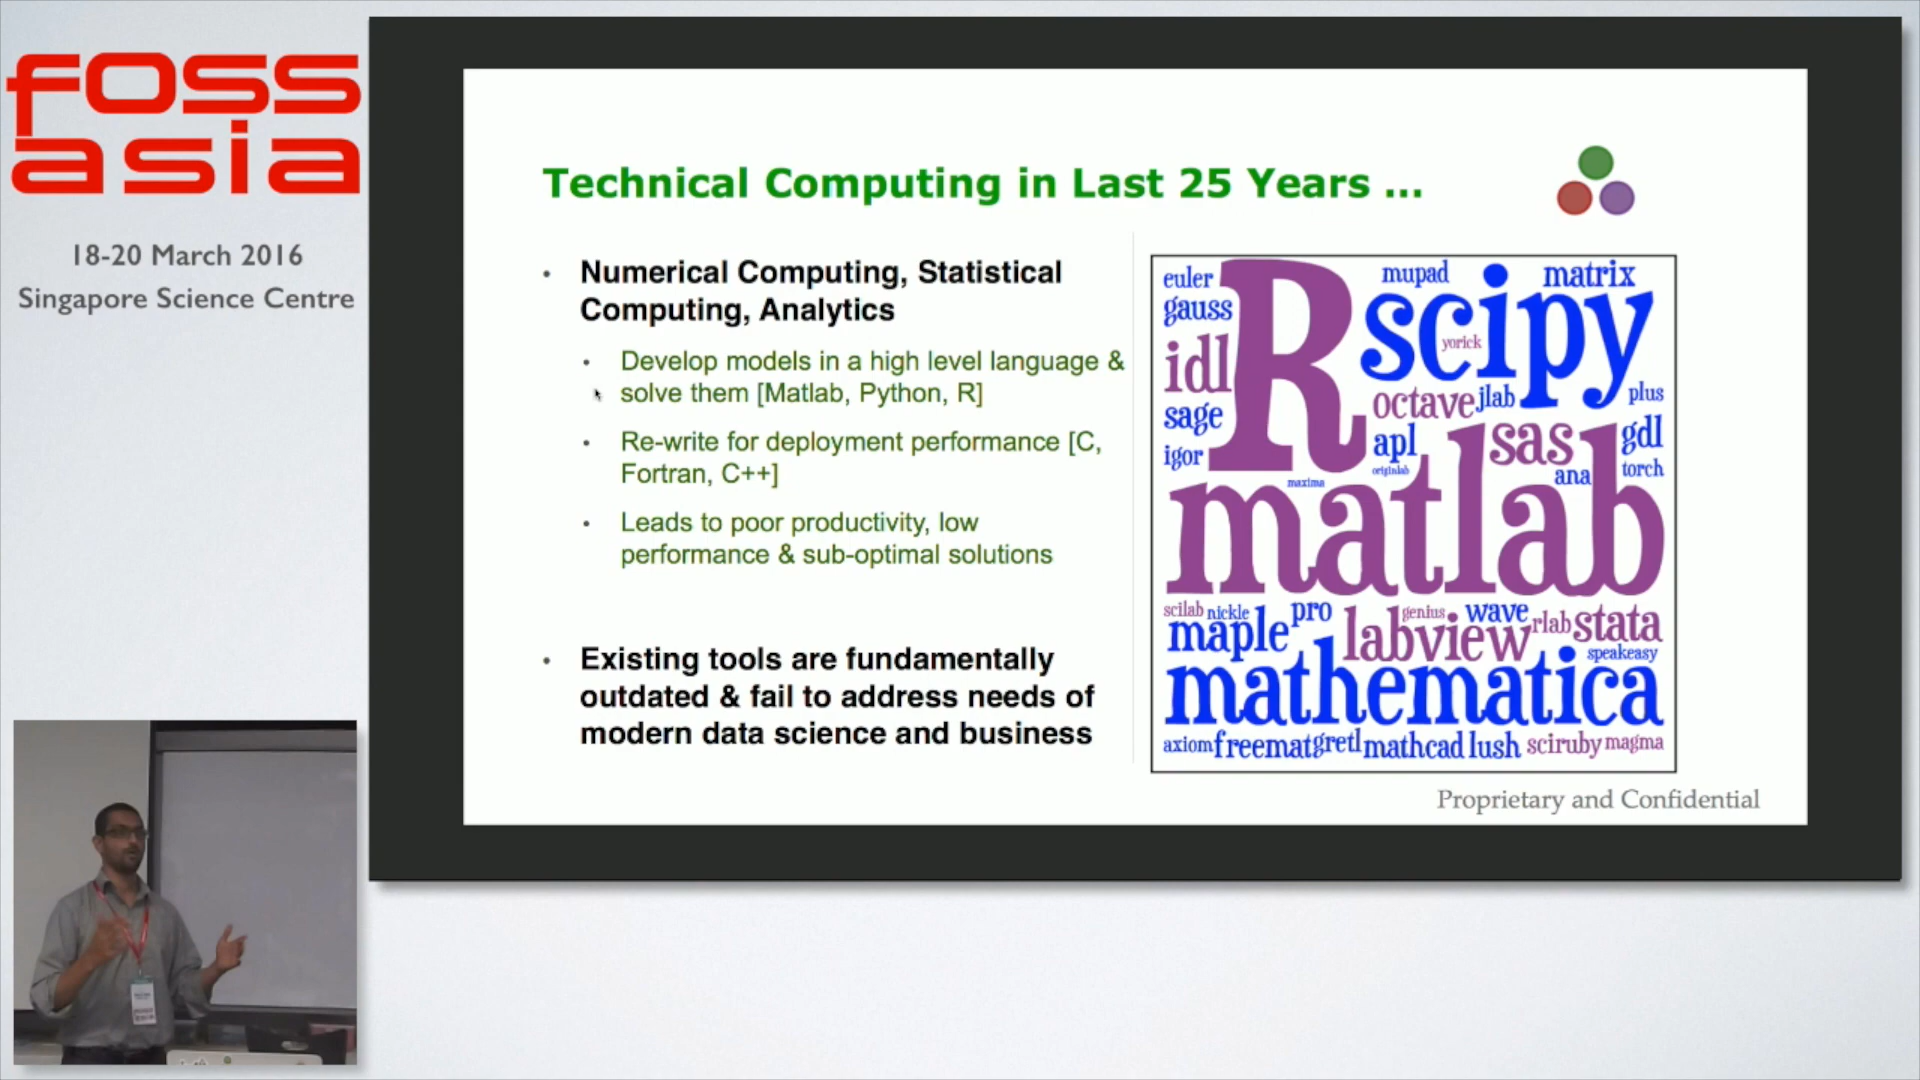 foss
asia
18-20 March 2016
Singapore Science Centre
Technical Computing in Last 25 Years ...
• Numerical Computing, Statistical
Computing, Analytics
• Develop models in a high level language &
solve them [Matlab, Python, R]
• Re-write for deployment performance [C,
Fortran, C++]
• Leads to poor productivity, low
performance & sub-optimal solutions
• Existing tools are fundamentally
outdated & fail to address needs of
modern data science and business
euler
gauss
idl
sage
igor
R
mupad
matrix
scipy
yorick
octave
jlab
plus
apl
originlab
sas
gdl
ana
torch
maxima
matlab
scilab
nickle
pro
genius
wave
rlab
stata
maple
labview
speakeasy
mathematica
axiom
freemat
gretl
mathcad
lush
sciruby
magma
Proprietary and Confidential